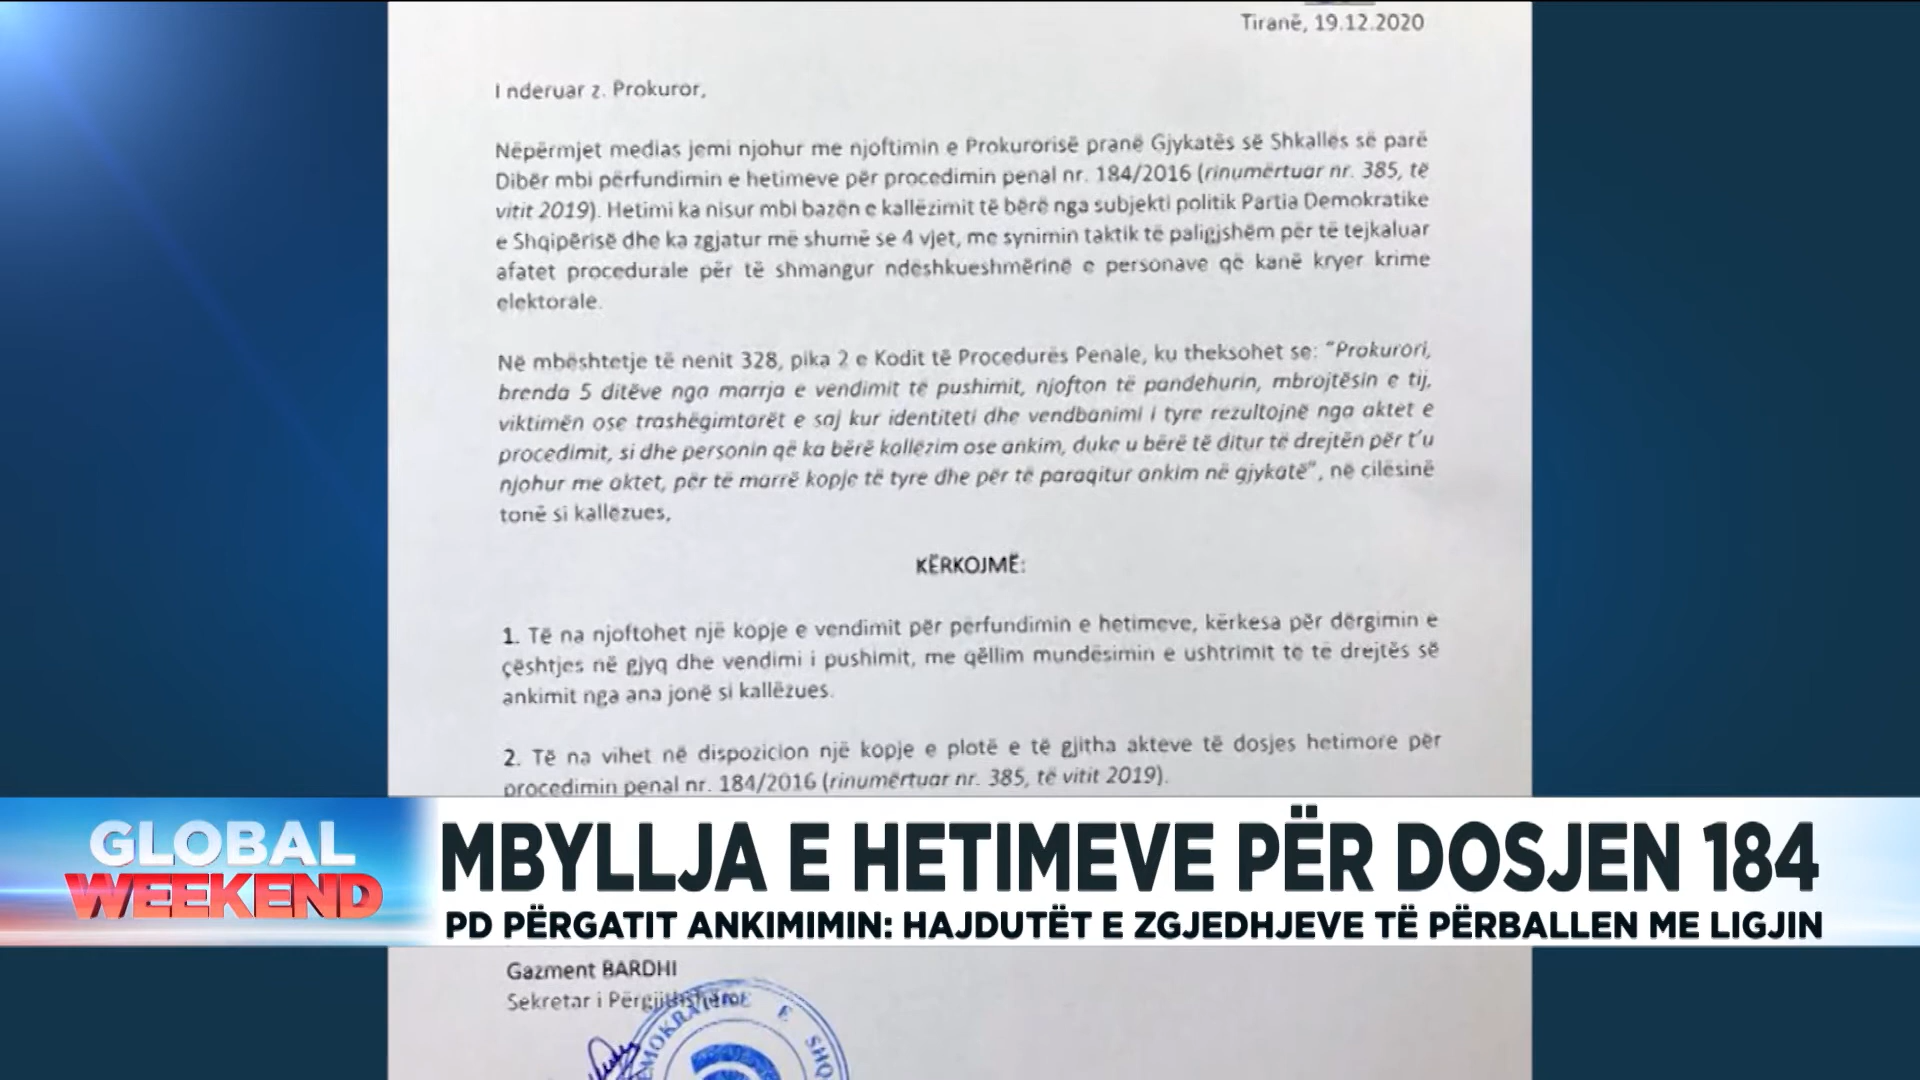 Tiranë, 19.12.2020
I nderuar z. Prokuror,
Nëpërmjet medias jemi njohur me njoftimin e Prokurorisë pranë Gjykatës së Shkallës së parë
Dibër mbi përfundimin e hetimeve për procedimin penal nr. 184/2016 (rinumërtuar nr. 385, të
vitit 2019). Hetimi ka nisur mbi bazën e kallëzimit të bërë nga subjekti politik Partia Demokratike
e Shqipërisë dhe ka zgjatur më shumë se 4 vjet, me synimin taktik të paligjshëm për të tejkaluar
afatet procedurale për të shmangur ndëshkueshmërinë e personave që kanë kryer krime
elektorale.
Në mbështetje të nenit 328, pika 2 e Kodit të Procedurës Penale, ku theksohet se: "Prokurori,
brenda 5 ditëve nga marrja e vendimit të pushimit, njofton të pandehurin, mbrojtësin e tij,
viktimën ose trashëgimtarët e saj kur identiteti dhe vendbanimi i tyre rezultojnë nga aktet e
procedimit, si dhe personin që ka bërë kallëzim ose ankim, duke u bërë të ditur të drejtën për t'u
njohur me aktet, për të marrë kopje të tyre dhe për të paraqitur ankim në gjykatë", në cilësinë
tonë si kallëzues,
KËRKOJMË:
1. Të na njoftohet një kopje e vendimit për përfundimin e hetimeve, kërkesa për dërgimin e
çështjes në gjyq dhe vendimi i pushimit, me qëllim mundësimin e ushtrimit të të drejtës së
ankimit nga ana jonë si kallëzues.
2. Të na vihet në dispozicion një kopje e plotë e të gjitha akteve të dosjes hetimore për
procedimin penal nr. 184/2016 (rinumërtuar nr. 385, të vitit 2019).
GLOBAL
WEEKEND
MBYLLJA E HETIMEVE PËR DOSJEN 184
PD PËRGATIT ANKIMIMIN: HAJDUTËT E ZGJEDHJEVE TË PËRBALLEN ME LIGJIN
Gazment BARDHI
Sekretar i Përgjithshëm